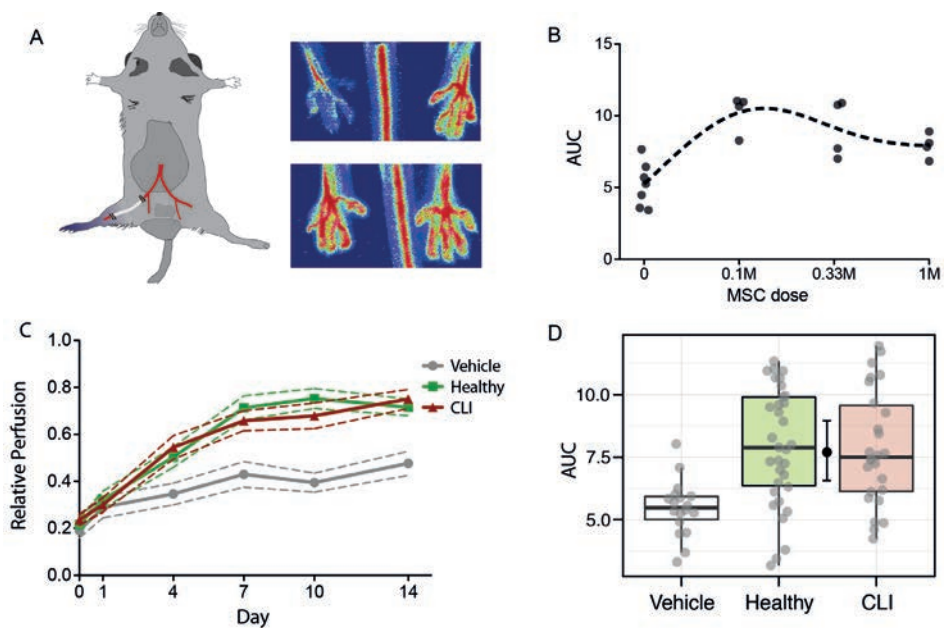 A
B
15
10
5
0
AUC
0
0.1M
0.33M
1M
MSC dose
C
1.0
0.8
0.6
0.4
0.2
0.0
Relative Perfusion
0
1
4
7
10
14
Day
Vehicle
Healthy
CLI
D
10.0
7.5
5.0
AUC
Vehicle
Healthy
CLI